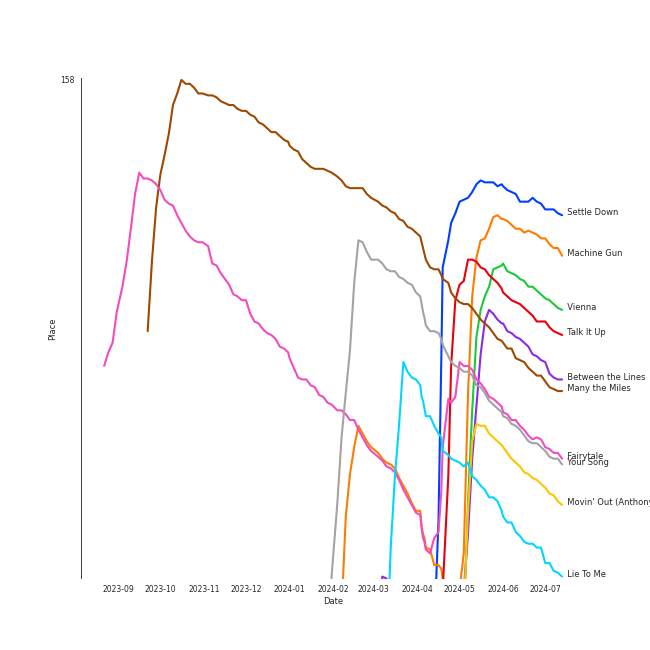 158
Place
Settle Down
Machine Gun
Vienna
Talk It Up
Between the Lines
Many the Miles
Fairytale
Your Song
Movin' Out (Anthony
Lie To Me
2023-09 2023-10 2023-11 2023-12 2024-01 2024-02 2024-03 2024-04 2024-05 2024-06 2024-07
Date